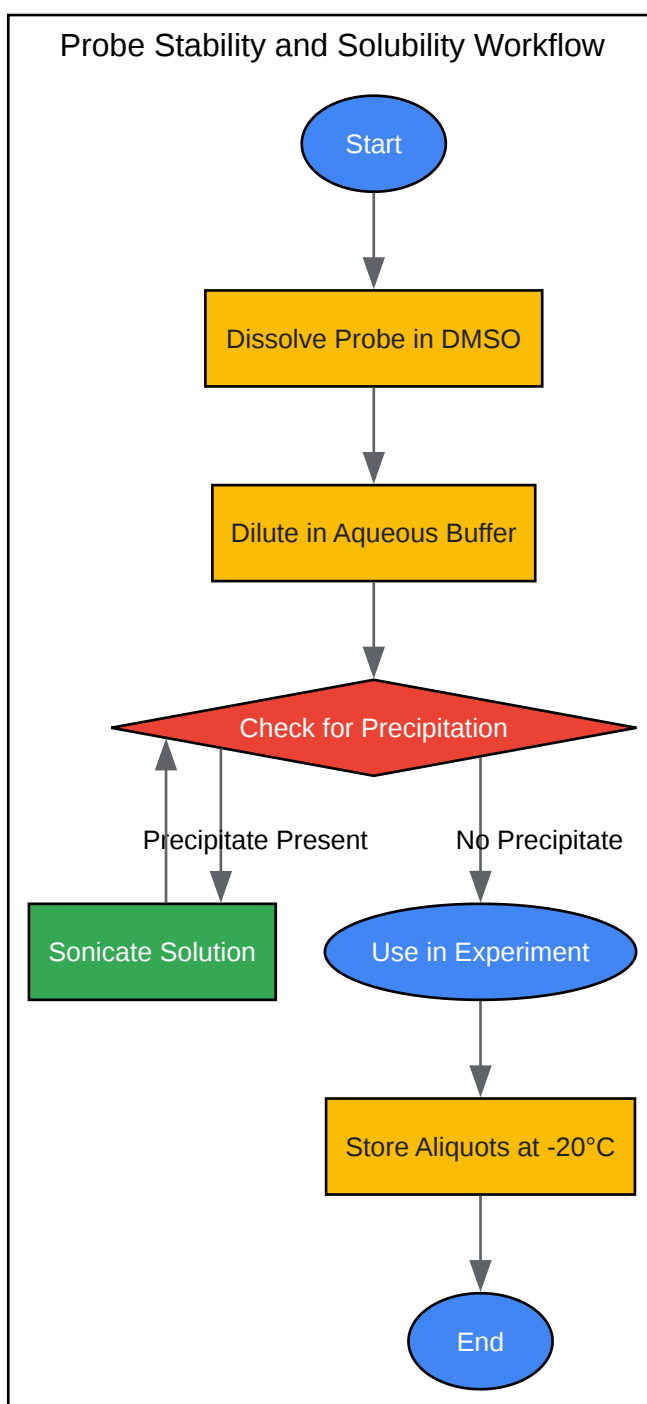 Probe Stability and Solubility Workflow
Start
Dissolve Probe in DMSO
Dilute in Aqueous Buffer
Check for Precipitation
Precipitate Present
No Precipitate
Sonicate Solution
Use in Experiment
Store Aliquots at -20°C
End